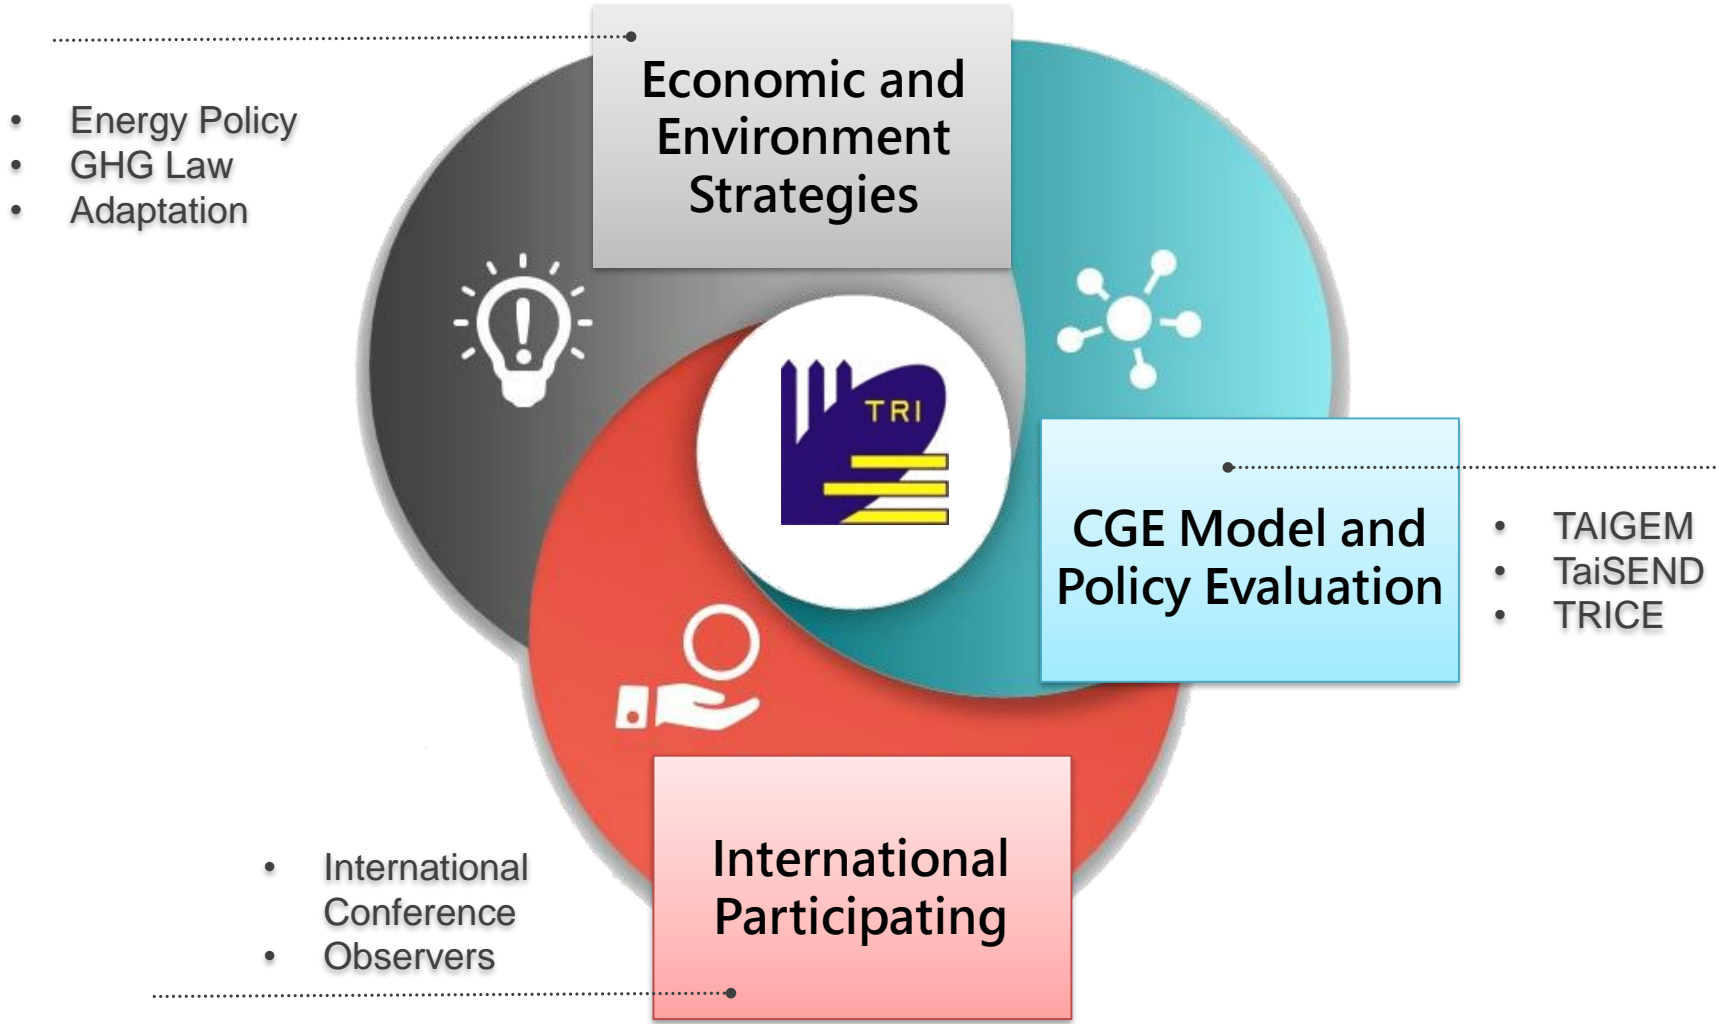 Economic and
Environment
Strategies
• Energy Policy
• GHG Law
• Adaptation
TRI
CGE Model and
Policy Evaluation
• TAIGEM
• TaiSEND
• TRICE
International
Participating
• International
Conference
• Observers